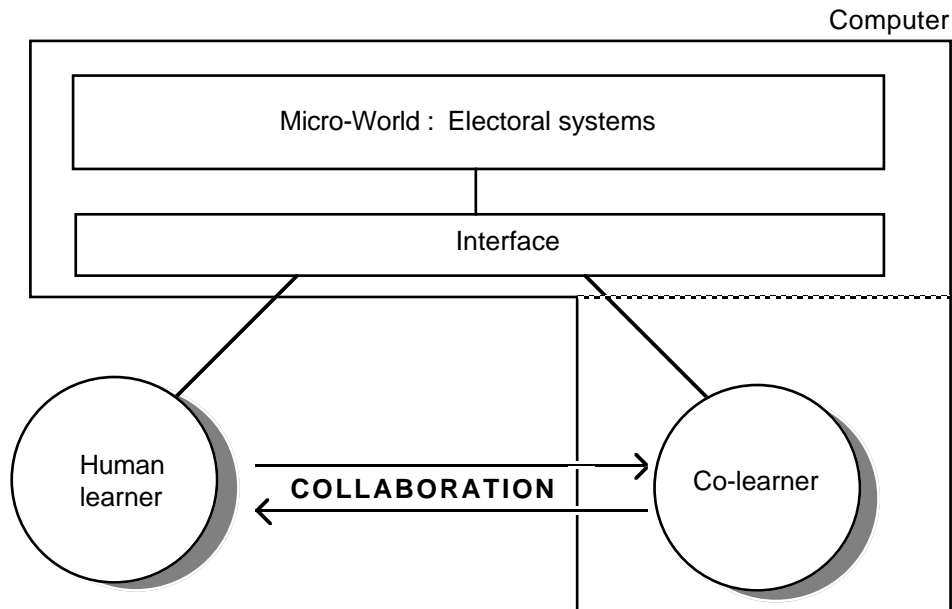 Computer
Micro-World :  Electoral systems
Interface
Human
learner
COLLABORATION
Co-learner